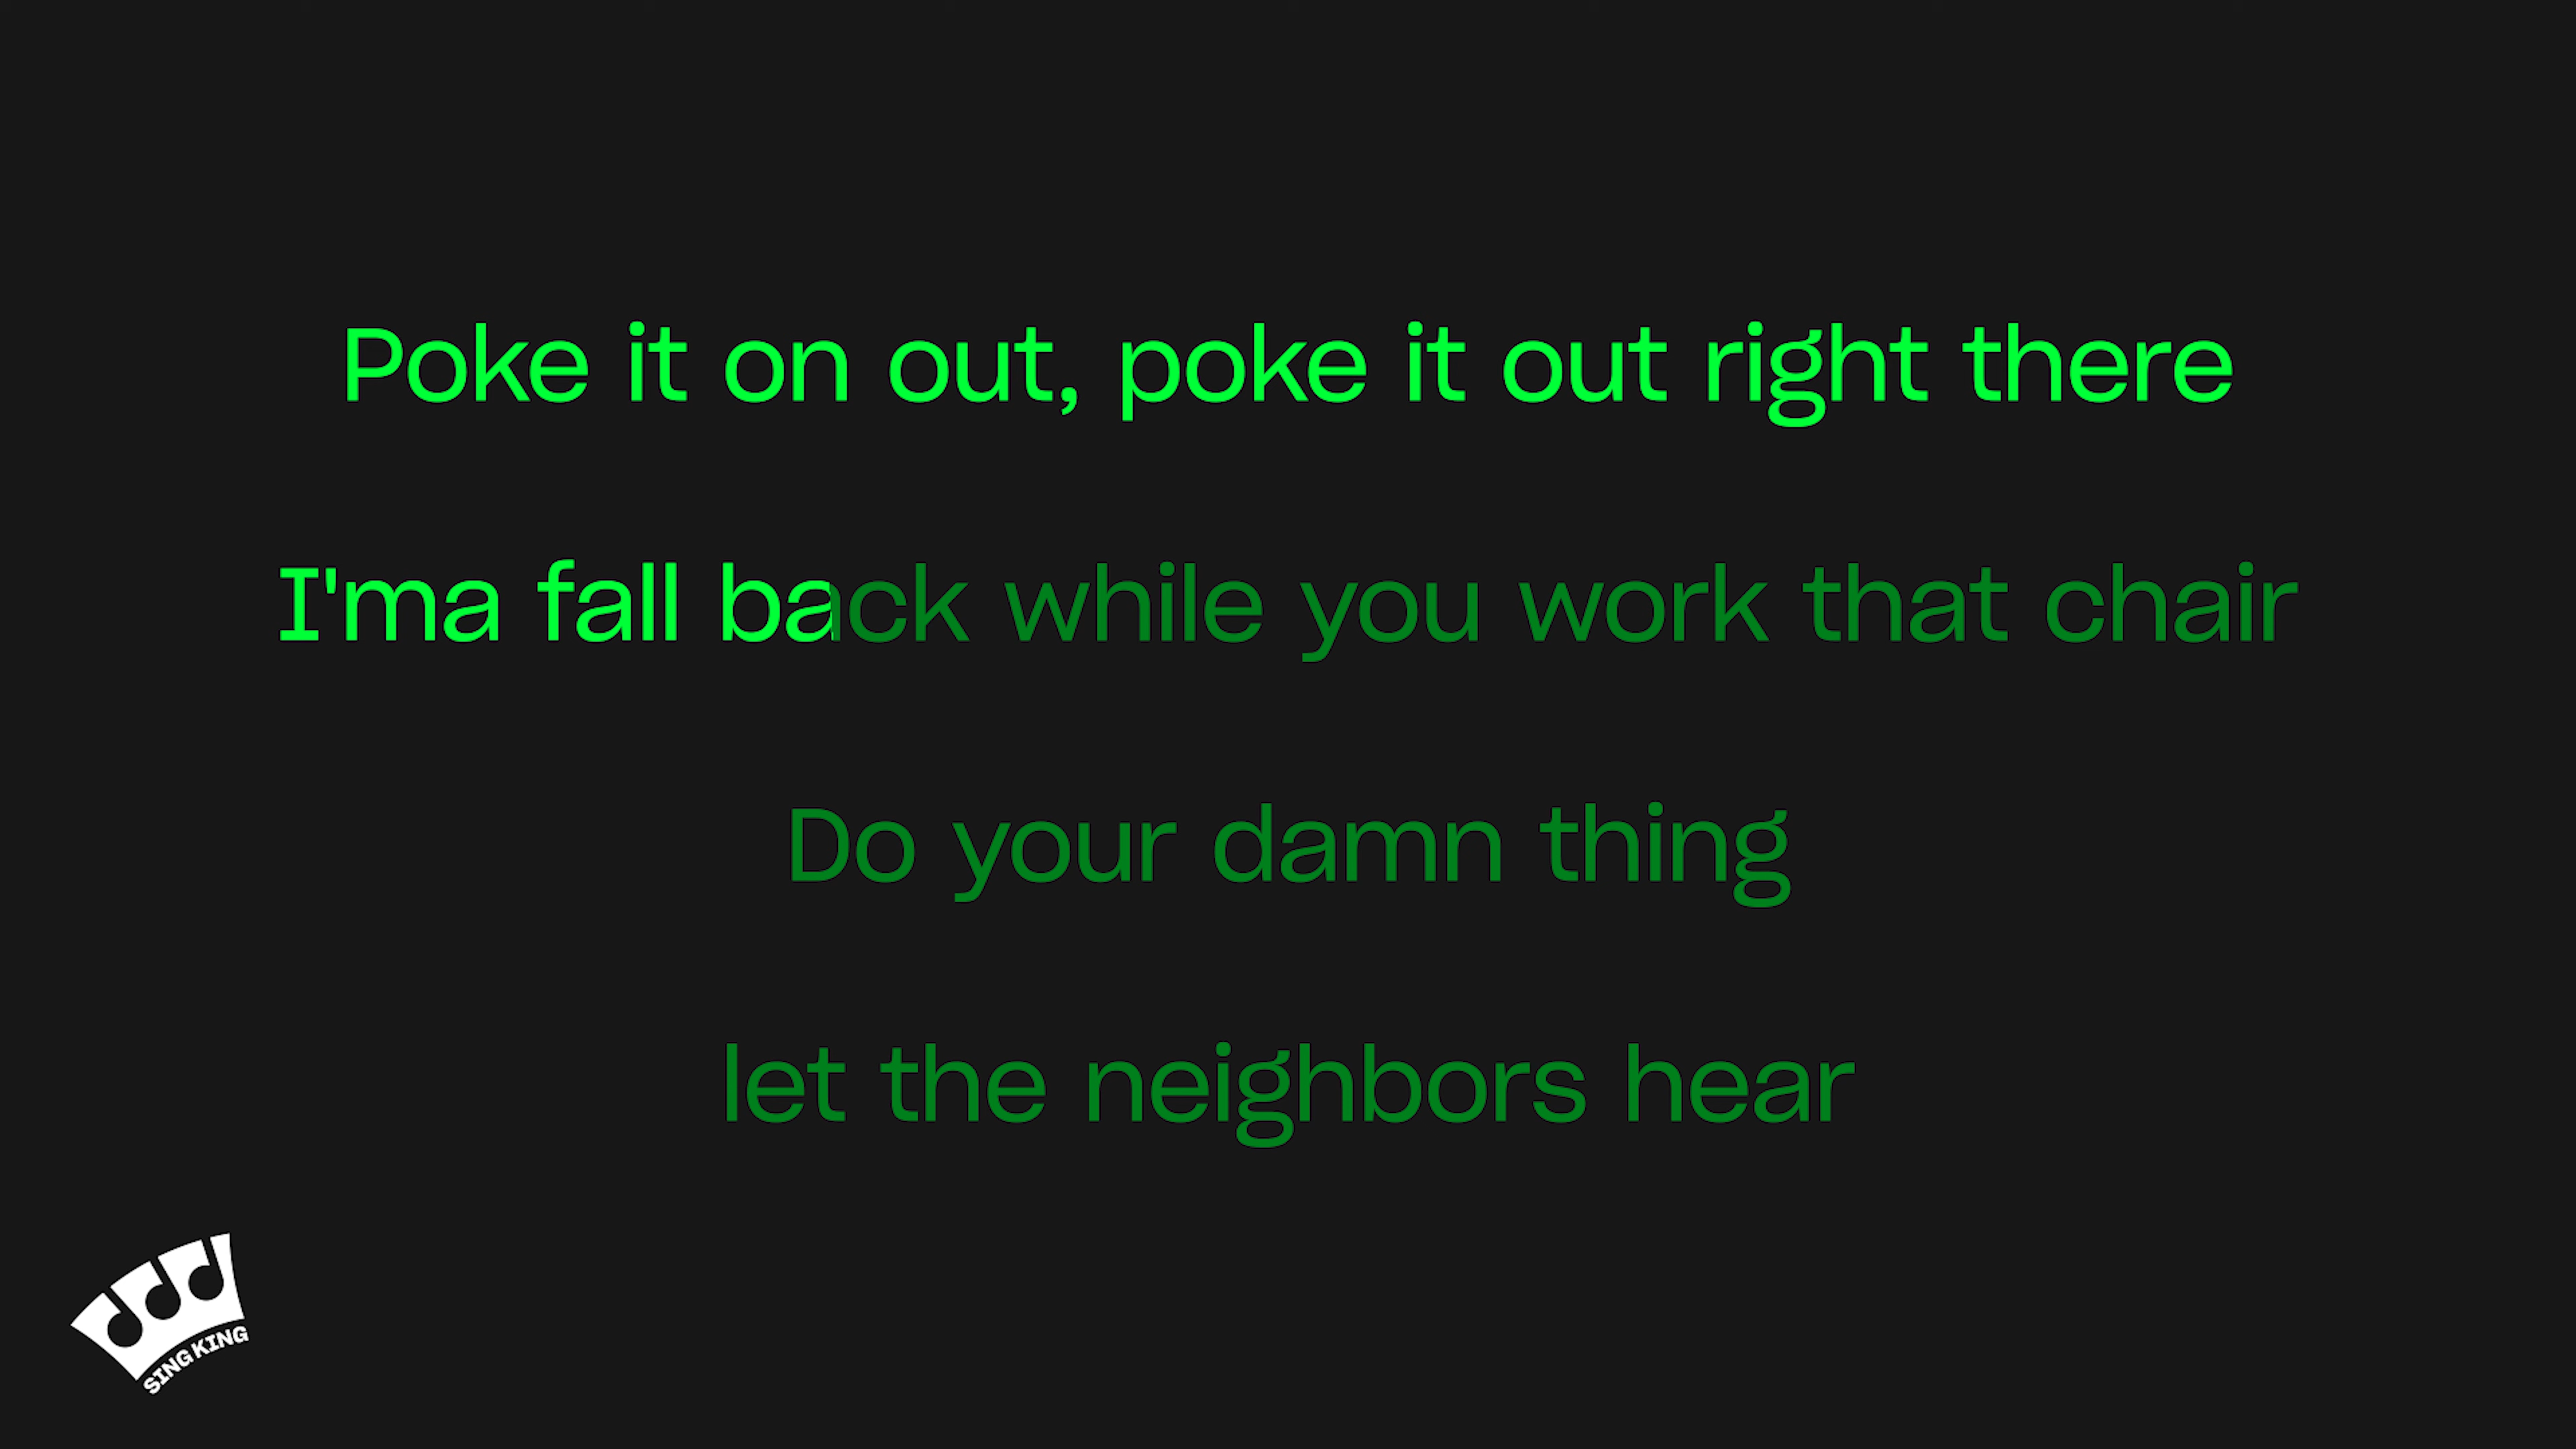 Poke it on out, poke it out right there
I'ma fall back while you work that chair
Do your damn thing
let the neighbors hear
SING KING